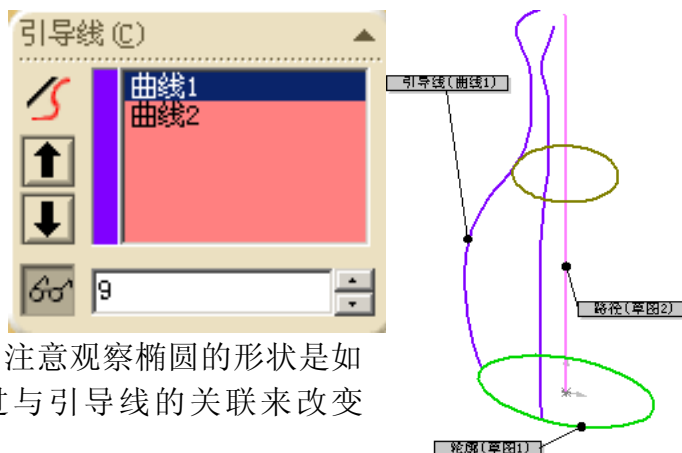 引导线(C)
曲线1
曲线2
9
引导线(曲线1)
路径(草图2)
轮廓(草图1)
注意观察椭圆的形状是如
过与引导线的关联来改变